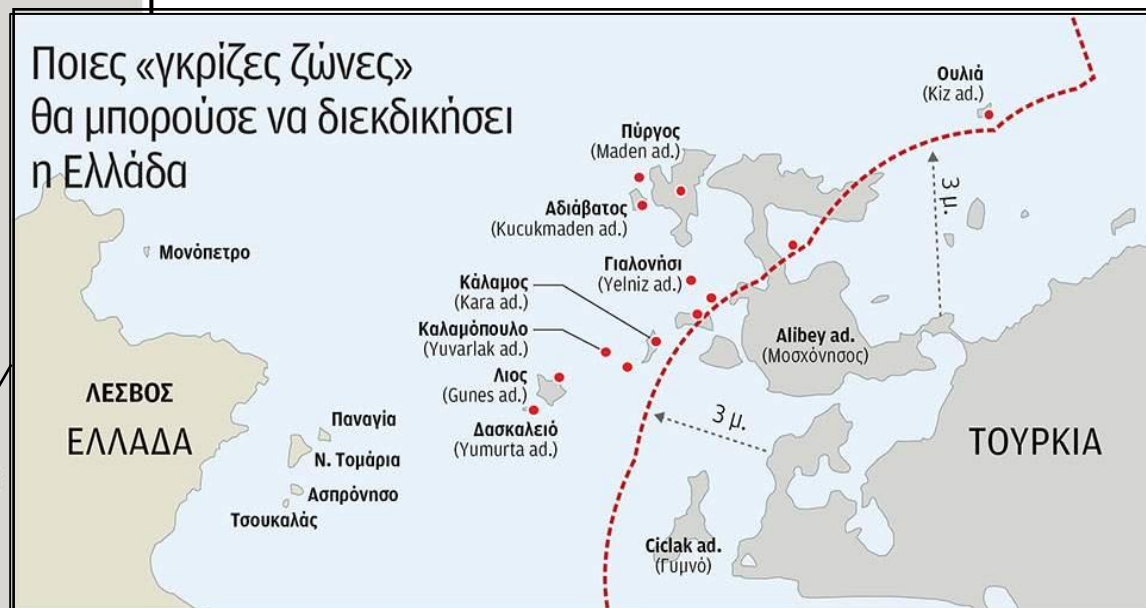 Ποιες «γκρίζες ζώνες»
θα μπορούσε να διεκδικήσει
η Ελλάδα
Ουλιά
(Kiz ad.)
Πύργος
(Maden ad.)
3 μ.
Αδιάβατος
(Kucukmaden ad.)
Μονόπετρο
Γιαλονήσι
(Yelniz ad.)
Κάλαμος
(Kara ad.)
Καλαμόπουλο
(Yuvarlak ad.)
Alibey ad.
(Μοσχόνησος)
Λιος
(Gunes ad.)
ΛΕΣΒΟΣ
ΕΛΛΑΔΑ
Παναγία
Ν. Τομάρια
Ασπρόνησο
Τσουκαλάς
Δασκαλειό
(Yumurta ad.)
3 μ.
ΤΟΥΡΚΙΑ
Ciclak ad.
(Γυμνό)